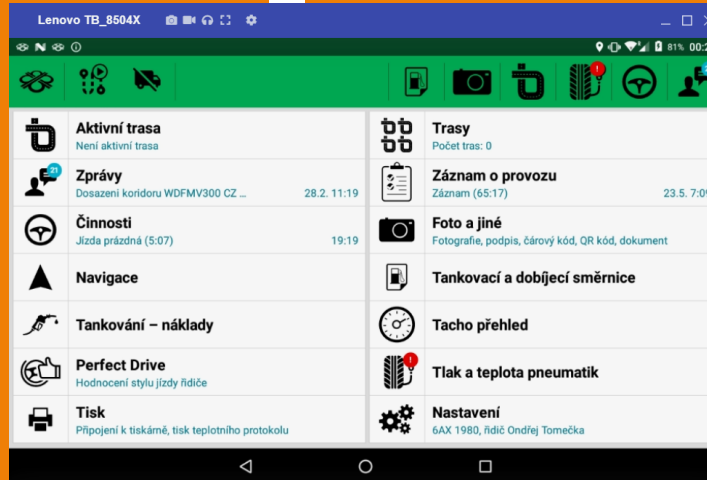 Lenovo TB_8504X
81% 00:2
Aktivní trasa
Není aktivní trasa
Trasy
Počet tras: 0
21
Zprávy
Dosazeni koridoru WDFMV300 CZ ...
28.2. 11:19
Záznam o provozu
Záznam (65:17)
23.5. 7:09
Činnosti
Jízda prázdná (5:07)
19:19
Foto a jiné
Fotografie, podpis, čárový kód, QR kód, dokument
Navigace
Tankovací a dobíjecí směrnice
Tankování – náklady
Tacho přehled
Perfect Drive
Hodnocení stylu jízdy řidiče
Tlak a teplota pneumatik
Tisk
Připojení k tiskárně, tisk teplotního protokolu
Nastavení
6AX 1980, řidič Ondřej Tomečka